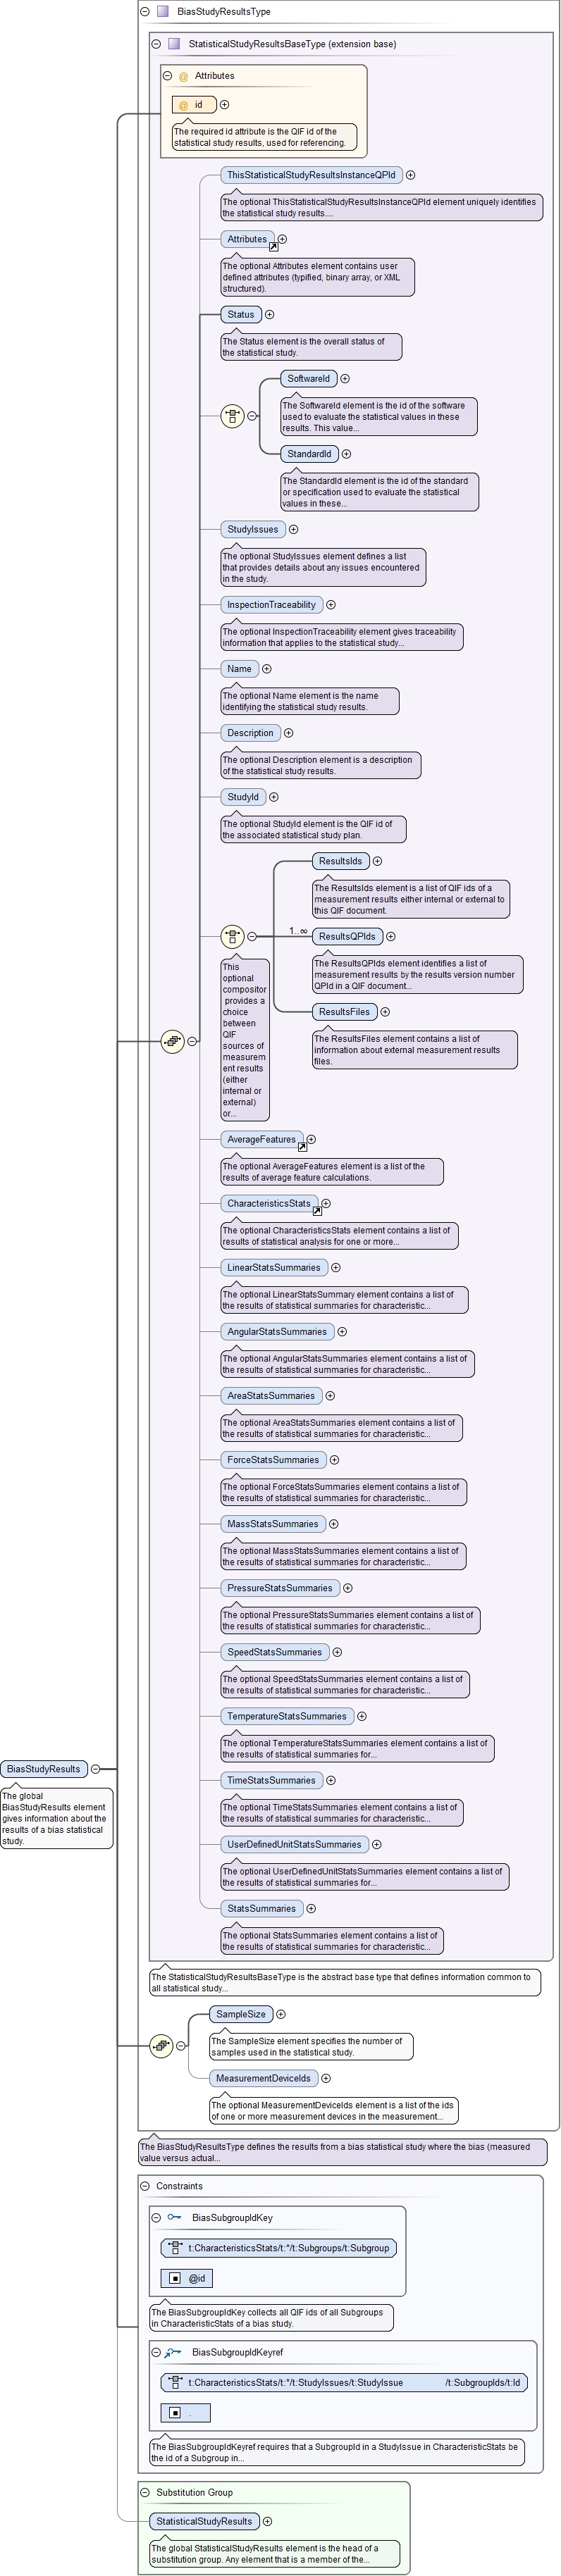 BiasStudyResultsType
StatisticalStudyResultsBaseType (extension base)
Attributes
id
The required id attribute is the QIF id of the
statistical study results, used for referencing.
ThisStatisticalStudyResultsInstanceQPId
The optional ThisStatisticalStudyResultsInstanceQPId element uniquely identifies
the statistical study results....
Attributes
The optional Attributes element contains user
defined attributes (typified, binary array, or XML
structured).
Status
The Status element is the overall status of
the statistical study.
SoftwareId
The SoftwareId element is the id of the software
used to evaluate the statistical values in these
results. This value...
StandardId
The StandardId element is the id of the standard
or specification used to evaluate the statistical
values in these...
StudyIssues
The optional StudyIssues element defines a list
that provides details about any issues encountered
in the study.
InspectionTraceability
The optional InspectionTraceability element gives traceability
information that applies to the statistical study...
Name
The optional Name element is the name
identifying the statistical study results.
Description
The optional Description element is a description
of the statistical study results.
StudyId
The optional StudyId element is the QIF id of
the associated statistical study plan.
ResultsIds
The ResultsIds element is a list of QIF ids of a
measurement results either internal or external to
this QIF document.
1..∞
ResultsQPIds
The ResultsQPIds element identifies a list of
measurement results by the results version number
QPId in a QIF document...
ResultsFiles
The ResultsFiles element contains a list of
information about external measurement results
files.
This
optional
compositor
provides a
choice
between
QIF
sources of
measurem
ent results
(either
internal or
external)
or...
AverageFeatures
The optional AverageFeatures element is a list of the
results of average feature calculations.
CharacteristicsStats
The optional CharacteristicsStats element contains a list of
results of statistical analysis for one or more...
LinearStatsSummaries
The optional LinearStatsSummary element contains a list of
the results of statistical summaries for characteristic...
AngularStatsSummaries
The optional AngularStatsSummaries element contains a list of
the results of statistical summaries for characteristic...
AreaStatsSummaries
The optional AreaStatsSummaries element contains a list of
the results of statistical summaries for characteristic...
ForceStatsSummaries
The optional ForceStatsSummaries element contains a list of
the results of statistical summaries for characteristic...
MassStatsSummaries
The optional MassStatsSummaries element contains a list of
the results of statistical summaries for characteristic...
PressureStatsSummaries
The optional PressureStatsSummaries element contains a list of
the results of statistical summaries for characteristic...
SpeedStatsSummaries
The optional SpeedStatsSummaries element contains a list of
the results of statistical summaries for characteristic...
TemperatureStatsSummaries
The optional TemperatureStatsSummaries element contains a list of
the results of statistical summaries for...
TimeStatsSummaries
The optional TimeStatsSummaries element contains a list of
the results of statistical summaries for characteristic...
UserDefinedUnitStatsSummaries
The optional UserDefinedUnitStatsSummaries element contains a list of
the results of statistical summaries for...
StatsSummaries
The optional StatsSummaries element contains a list of
the results of statistical summaries for characteristic...
BiasStudyResults
The global
BiasStudyResults element
gives information about the
results of a bias statistical
study.
The StatisticalStudyResultsBaseType is the abstract base type that defines information common to
all statistical study...
SampleSize
The SampleSize element specifies the number of
samples used in the statistical study.
MeasurementDeviceIds
The optional MeasurementDeviceIds element is a list of the ids
of one or more measurement devices in the measurement...
The BiasStudyResultsType defines the results from a bias statistical study where the bias (measured
value versus actual...
Constraints
BiasSubgroupIdKey
t:CharacteristicsStats/t:*/t:Subgroups/t:Subgroup
@id
The BiasSubgroupIdKey collects all QIF ids of all Subgroups
in CharacteristicStats of a bias study.
BiasSubgroupIdKeyref
t:CharacteristicsStats/t:*/t:StudyIssues/t:StudyIssue /t:SubgroupIds/t:Id
.
The BiasSubgroupIdKeyref requires that a SubgroupId in a StudyIssue in CharacteristicStats be
the id of a Subgroup in...
Substitution Group
StatisticalStudyResults
The global StatisticalStudyResults element is the head of a
substitution group. Any element that is a member of the...